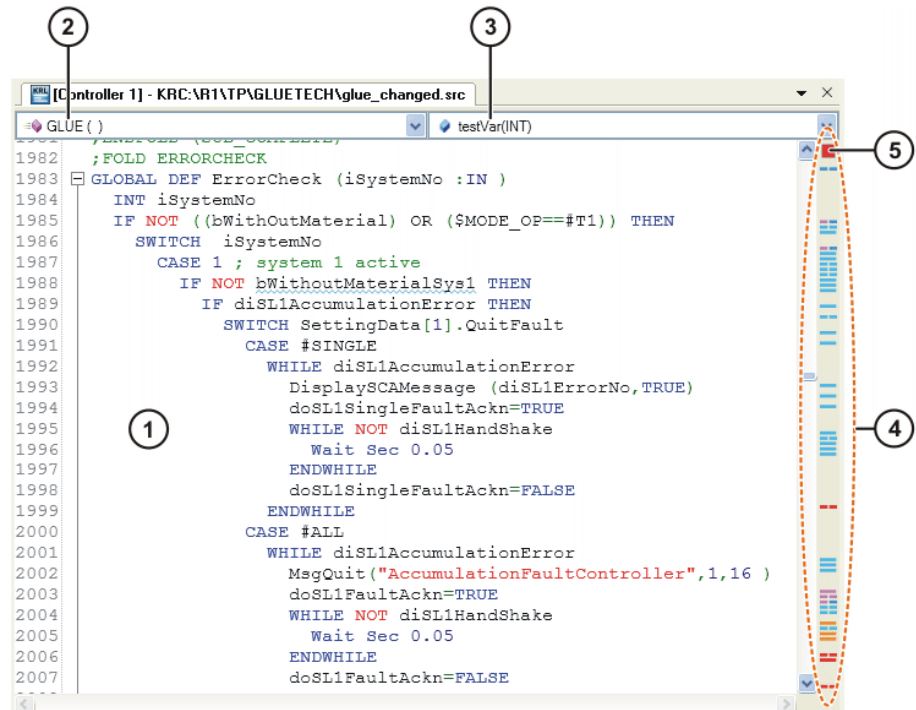 2
3
[Controller 1] - KRC:\R1\TP\GLUETECH\glue_changed.src
GLUE ( )
testVar(INT)
5
1982 ;FOLD ERRORCHECK
1983 GLOBAL DEF ErrorCheck (iSystemNo :IN )
1984 INT iSystemNo
1985 IF NOT ((bWithOutMaterial) OR ($MODE_OP==#T1)) THEN
1986 SWITCH iSystemNo
1987 CASE 1 ; system 1 active
1988 IF NOT bWithoutMaterialSys1 THEN
1989 IF diSL1AccumulationError THEN
1990 SWITCH SettingData[1].QuitFault
1991 CASE #SINGLE
1992 WHILE diSL1AccumulationError
1993 DisplaySCAMessage (diSL1ErrorNo,TRUE)
1994 doSL1SingleFaultAckn=TRUE
1995 WHILE NOT diSL1HandShake
1 4
1996 Wait Sec 0.05
1997 ENDWHILE
1998 doSL1SingleFaultAckn=FALSE
1999 ENDWHILE
2000 CASE #ALL
2001 WHILE diSL1AccumulationError
2002 MsgQuit("AccumulationFaultController",1,16 )
2003 doSL1FaultAckn=TRUE
2004 WHILE NOT diSL1HandShake
2005 Wait Sec 0.05
2006 ENDWHILE
2007 doSL1FaultAckn=FALSE